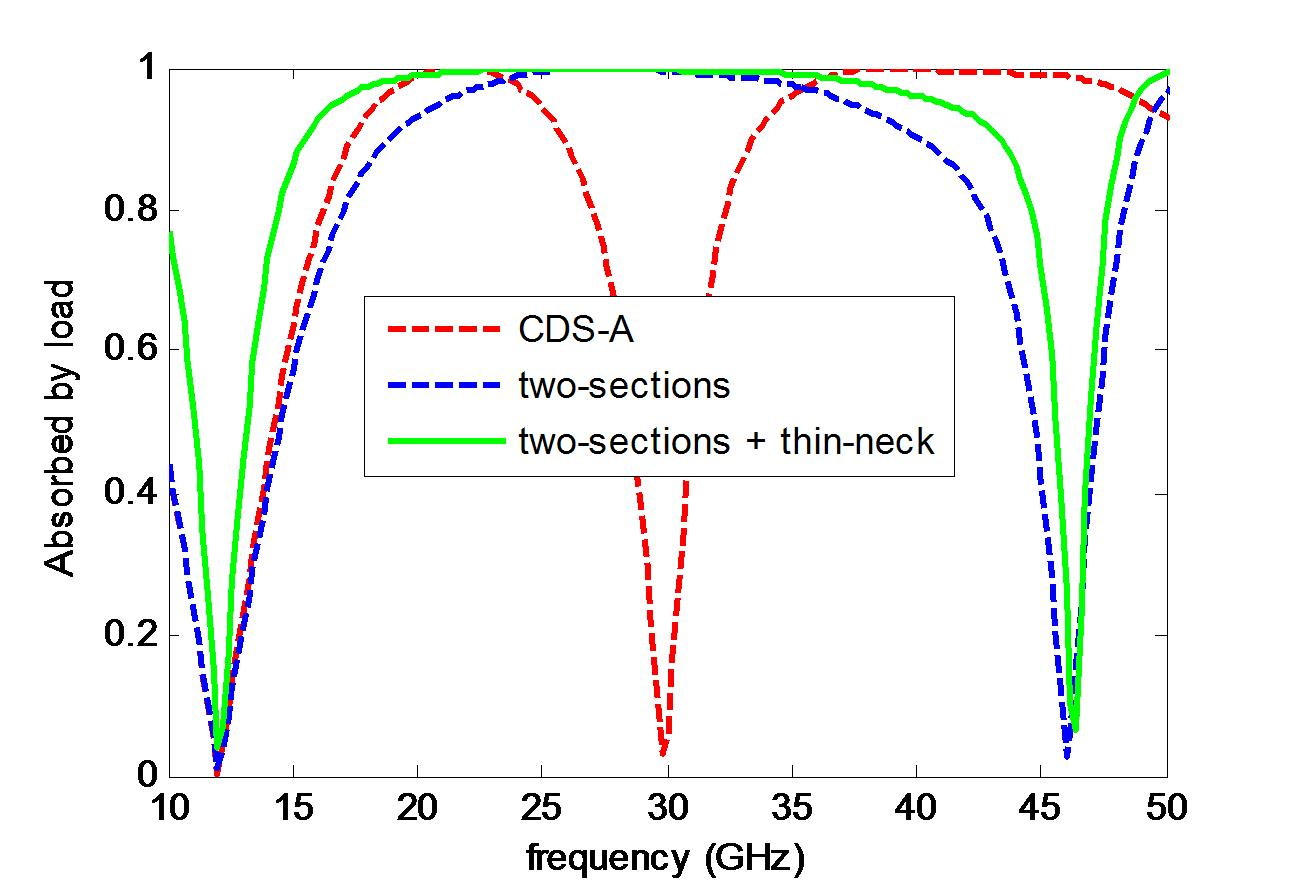 1
0.8
0.6
0.4
0.2
0
Absorbed by load
CDS-A
two-sections
two-sections + thin-neck
10 15 20 25 30 35 40 45 50
frequency (GHz)